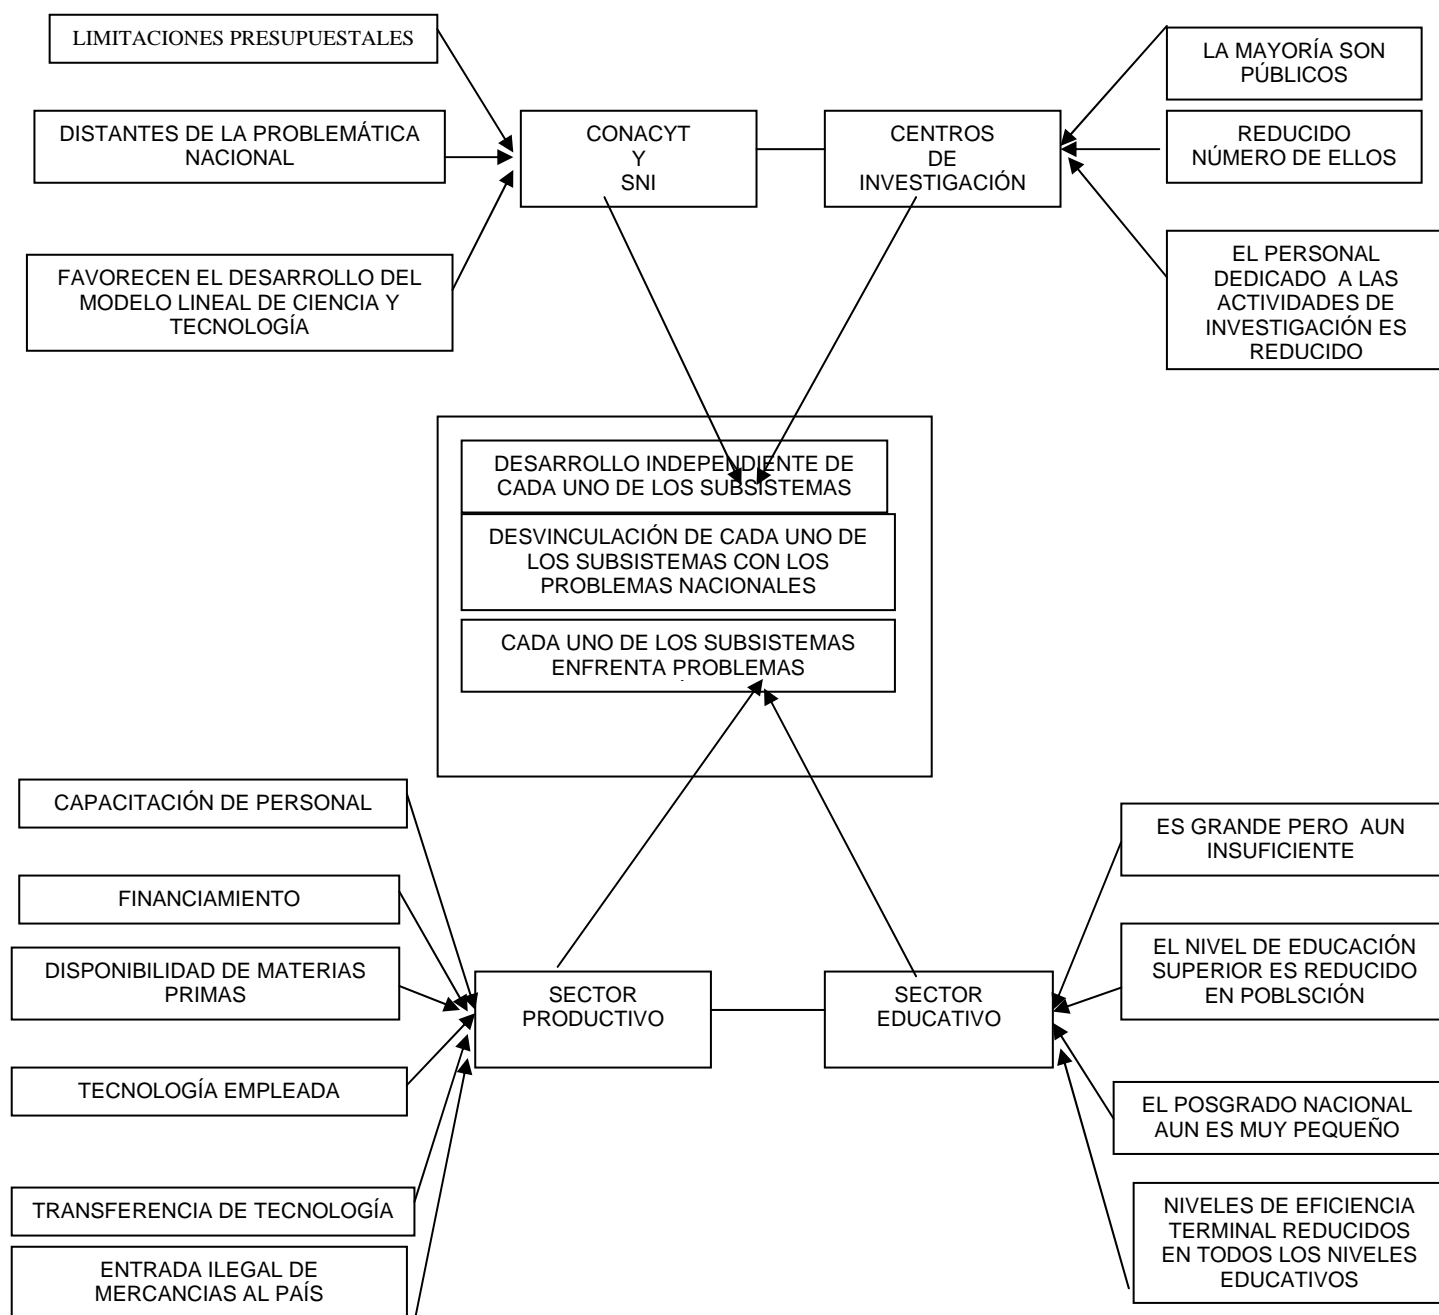 LIMITACIONES PRESUPUESTALES
DISTANTES DE LA PROBLEMÁTICA
NACIONAL
FAVORECEN EL DESARROLLO DEL
MODELO LINEAL DE CIENCIA Y
TECNOLOGÍA
CONACYT
Y
SNI
CENTROS
DE
INVESTIGACIÓN
LA MAYORÍA SON
PÚBLICOS
REDUCIDO
NÚMERO DE ELLOS
EL PERSONAL
DEDICADO A LAS
ACTIVIDADES DE
INVESTIGACIÓN ES
REDUCIDO
DESARROLLO INDEPENDIENTE DE
CADA UNO DE LOS SUBSISTEMAS
DESVINCULACIÓN DE CADA UNO DE
LOS SUBSISTEMAS CON LOS
PROBLEMAS NACIONALES
CADA UNO DE LOS SUBSISTEMAS
ENFRENTA PROBLEMAS
CAPACITACIÓN DE PERSONAL
FINANCIAMIENTO
DISPONIBILIDAD DE MATERIAS
PRIMAS
TECNOLOGÍA EMPLEADA
TRANSFERENCIA DE TECNOLOGÍA
ENTRADA ILEGAL DE
MERCANCIAS AL PAÍS
SECTOR
PRODUCTIVO
SECTOR
EDUCATIVO
ES GRANDE PERO AUN
INSUFICIENTE
EL NIVEL DE EDUCACIÓN
SUPERIOR ES REDUCIDO
EN POBLSCIÓN
EL POSGRADO NACIONAL
AUN ES MUY PEQUEÑO
NIVELES DE EFICIENCIA
TERMINAL REDUCIDOS
EN TODOS LOS NIVELES
EDUCATIVOS